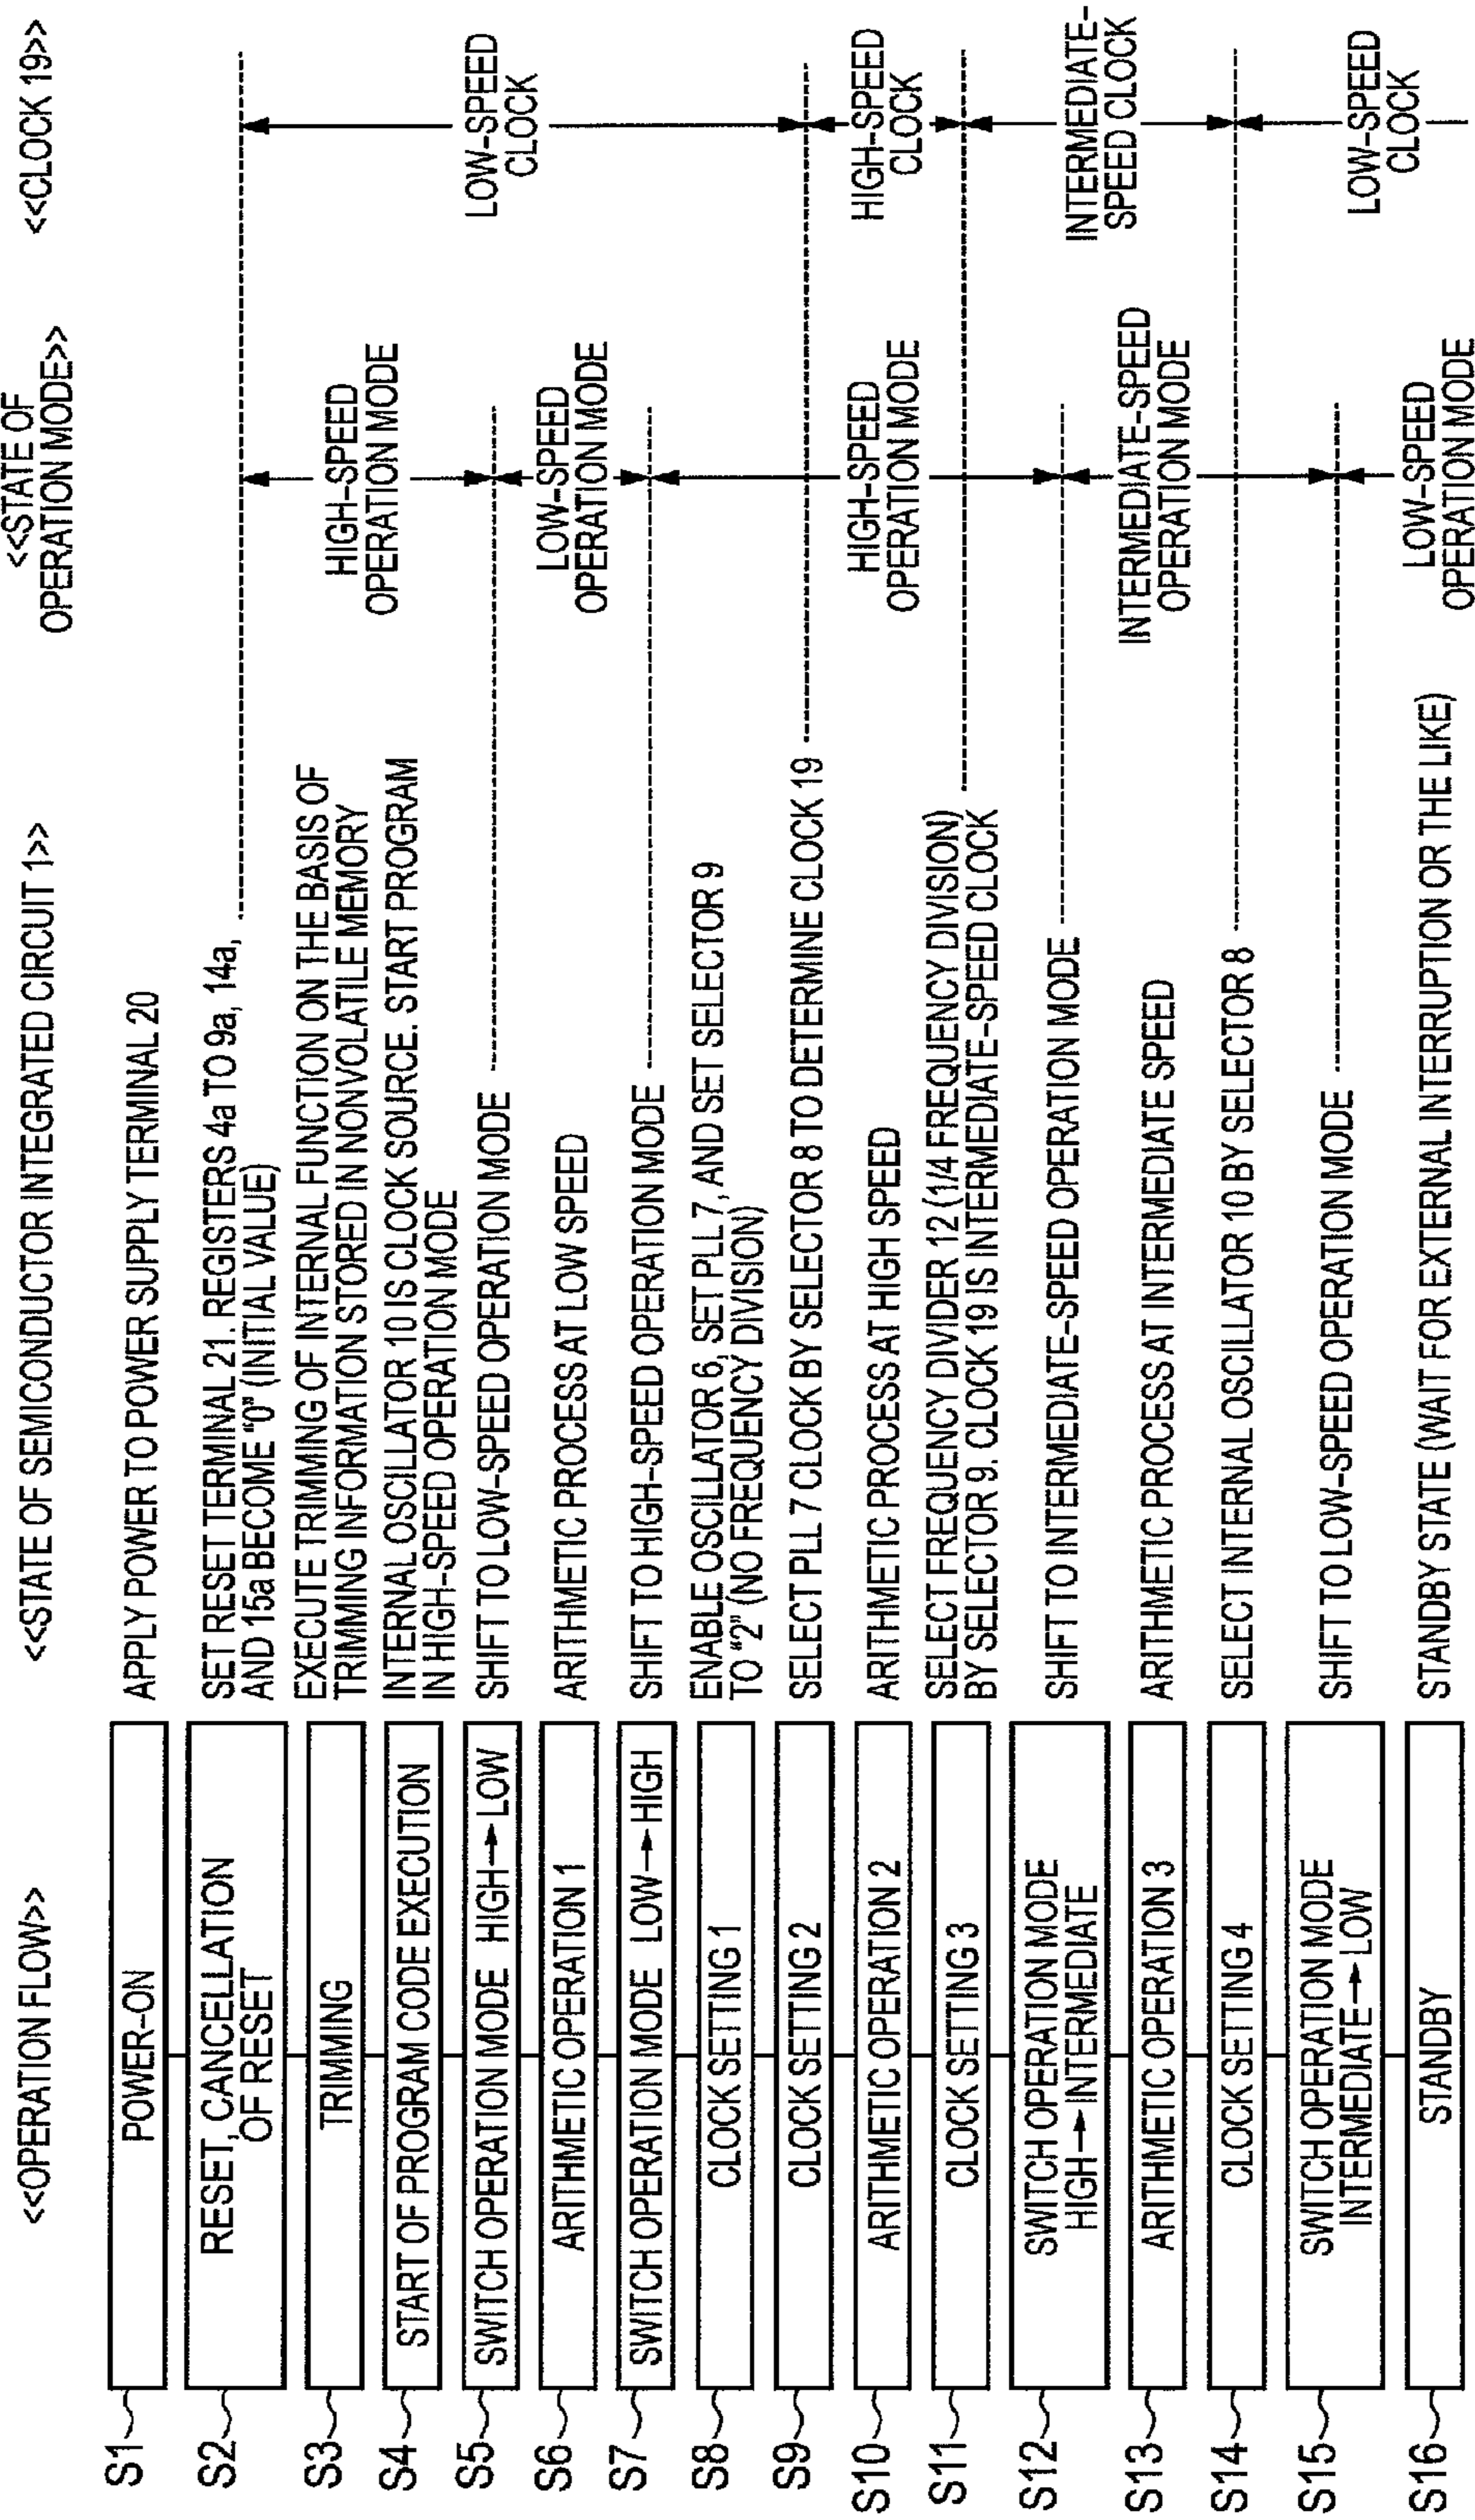 <<OPERATION FLOW>>
<<STATE OF SEMICONDUCTOR INTEGRATED CIRCUIT 1>>
<<STATE OF
OPERATION MODE>>
<<CLOCK 19>>
S1
POWER-ON
APPLY POWER TO POWER SUPPLY TERMINAL 20
S2
RESET, CANCELLATION
OF RESET
SET RESET TERMINAL 21. REGISTERS 4a TO 9a, 14a,
AND 15a BECOME "0" (INITIAL VALUE)
S3
TRIMMING
EXECUTE TRIMMING OF INTERNAL FUNCTION ON THE BASIS OF
TRIMMING INFORMATION STORED IN NONVOLATILE MEMORY
HIGH-SPEED
OPERATION MODE
S4
START OF PROGRAM CODE EXECUTION
INTERNAL OSCILLATOR 10 IS CLOCK SOURCE. START PROGRAM
IN HIGH-SPEED OPERATION MODE
S5
SWITCH OPERATION MODE HIGH→LOW
SHIFT TO LOW-SPEED OPERATION MODE
LOW-SPEED
CLOCK
S6
ARITHMETIC OPERATION 1
ARITHMETIC PROCESS AT LOW SPEED
LOW-SPEED
OPERATION MODE
S7
SWITCH OPERATION MODE LOW→HIGH
SHIFT TO HIGH-SPEED OPERATION MODE
S8
CLOCK SETTING 1
ENABLE OSCILLATOR 6, SET PLL 7, AND SET SELECTOR 9
TO "2" (NO FREQUENCY DIVISION)
S9
CLOCK SETTING 2
SELECT PLL 7 CLOCK BY SELECTOR 8 TO DETERMINE CLOCK 19
S10
ARITHMETIC OPERATION 2
ARITHMETIC PROCESS AT HIGH SPEED
HIGH-SPEED
OPERATION MODE
HIGH-SPEED
CLOCK
S11
CLOCK SETTING 3
SELECT FREQUENCY DIVIDER 12 (1/4 FREQUENCY DIVISION)
BY SELECTOR 9. CLOCK 19 IS INTERMEDIATE-SPEED CLOCK
S12
SWITCH OPERATION MODE
HIGH→INTERMEDIATE
SHIFT TO INTERMEDIATE-SPEED OPERATION MODE
INTERMEDIATE-
SPEED CLOCK
S13
ARITHMETIC OPERATION 3
ARITHMETIC PROCESS AT INTERMEDIATE SPEED
INTERMEDIATE-SPEED
OPERATION MODE
S14
CLOCK SETTING 4
SELECT INTERNAL OSCILLATOR 10 BY SELECTOR 8
S15
SWITCH OPERATION MODE
INTERMEDIATE→LOW
SHIFT TO LOW-SPEED OPERATION MODE
LOW-SPEED
CLOCK
S16
STANDBY
STANDBY STATE (WAIT FOR EXTERNAL INTERRUPTION OR THE LIKE)
LOW-SPEED
OPERATION MODE